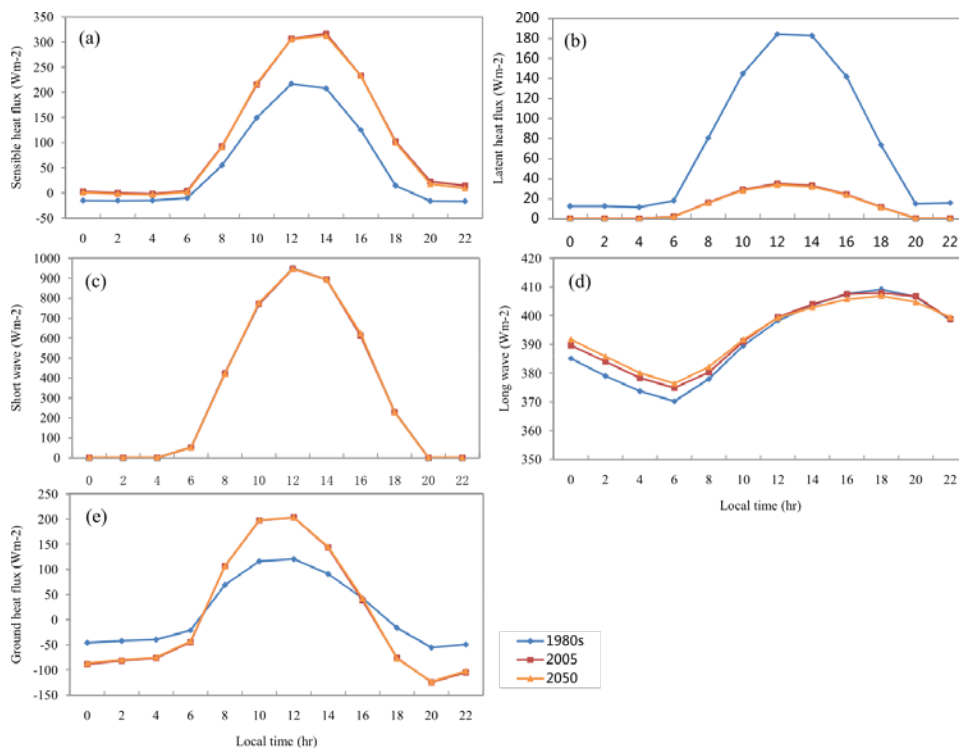 (a)
Sensible heat flux (Wm-2)
350
300
250
200
150
100
50
0
-50
0 2 4 6 8 10 12 14 16 18 20 22
(b)
Latent heat flux (Wm-2)
200
180
160
140
120
100
80
60
40
20
0
0 2 4 6 8 10 12 14 16 18 20 22
(c)
Short wave (Wm-2)
1000
900
800
700
600
500
400
300
200
100
0
0 2 4 6 8 10 12 14 16 18 20 22
(d)
Long wave (Wm-2)
420
410
400
390
380
370
360
350
0 2 4 6 8 10 12 14 16 18 20 22
Local time (hr)
(e)
Ground heat flux (Wm-2)
250
200
150
100
50
0
-50
-100
-150
0 2 4 6 8 10 12 14 16 18 20 22
Local time (hr)
1980s
2005
2050